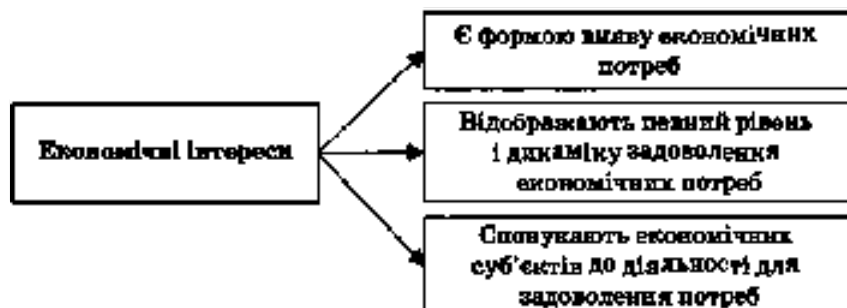 Економічні інтереси
Є формою вияву економічних
потреб
Відображають певний рівень
і динаміку задоволення
економічних потреб
Спонукають економічних
суб'єктів до діяльності для
задоволення потреб